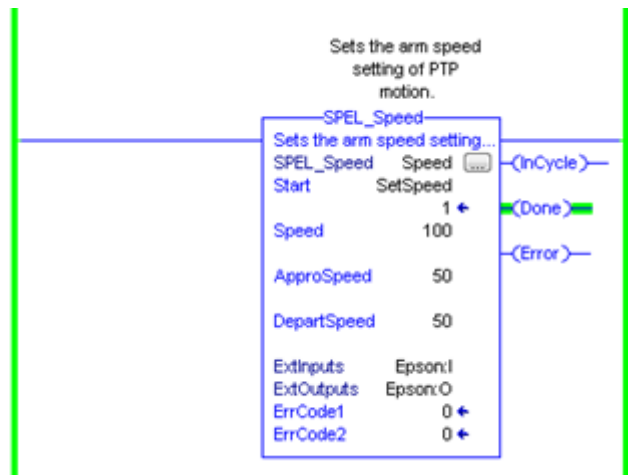 Sets the arm speed
setting of PTP
motion.
SPEL_Speed
Sets the arm speed setting...
SPEL_Speed Speed ...
(InCycle)
Start SetSpeed
1
(Done)
Speed 100
(Error)
ApproSpeed 50
DepartSpeed 50
ExtInputs Epson:I
ExtOutputs Epson:O
ErrCode1 0
ErrCode2 0